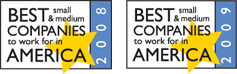 BEST small
& medium
COMPANIES
to work for in
AMERICA
2008
BEST small
& medium
COMPANIES
to work for in
AMERICA
2009